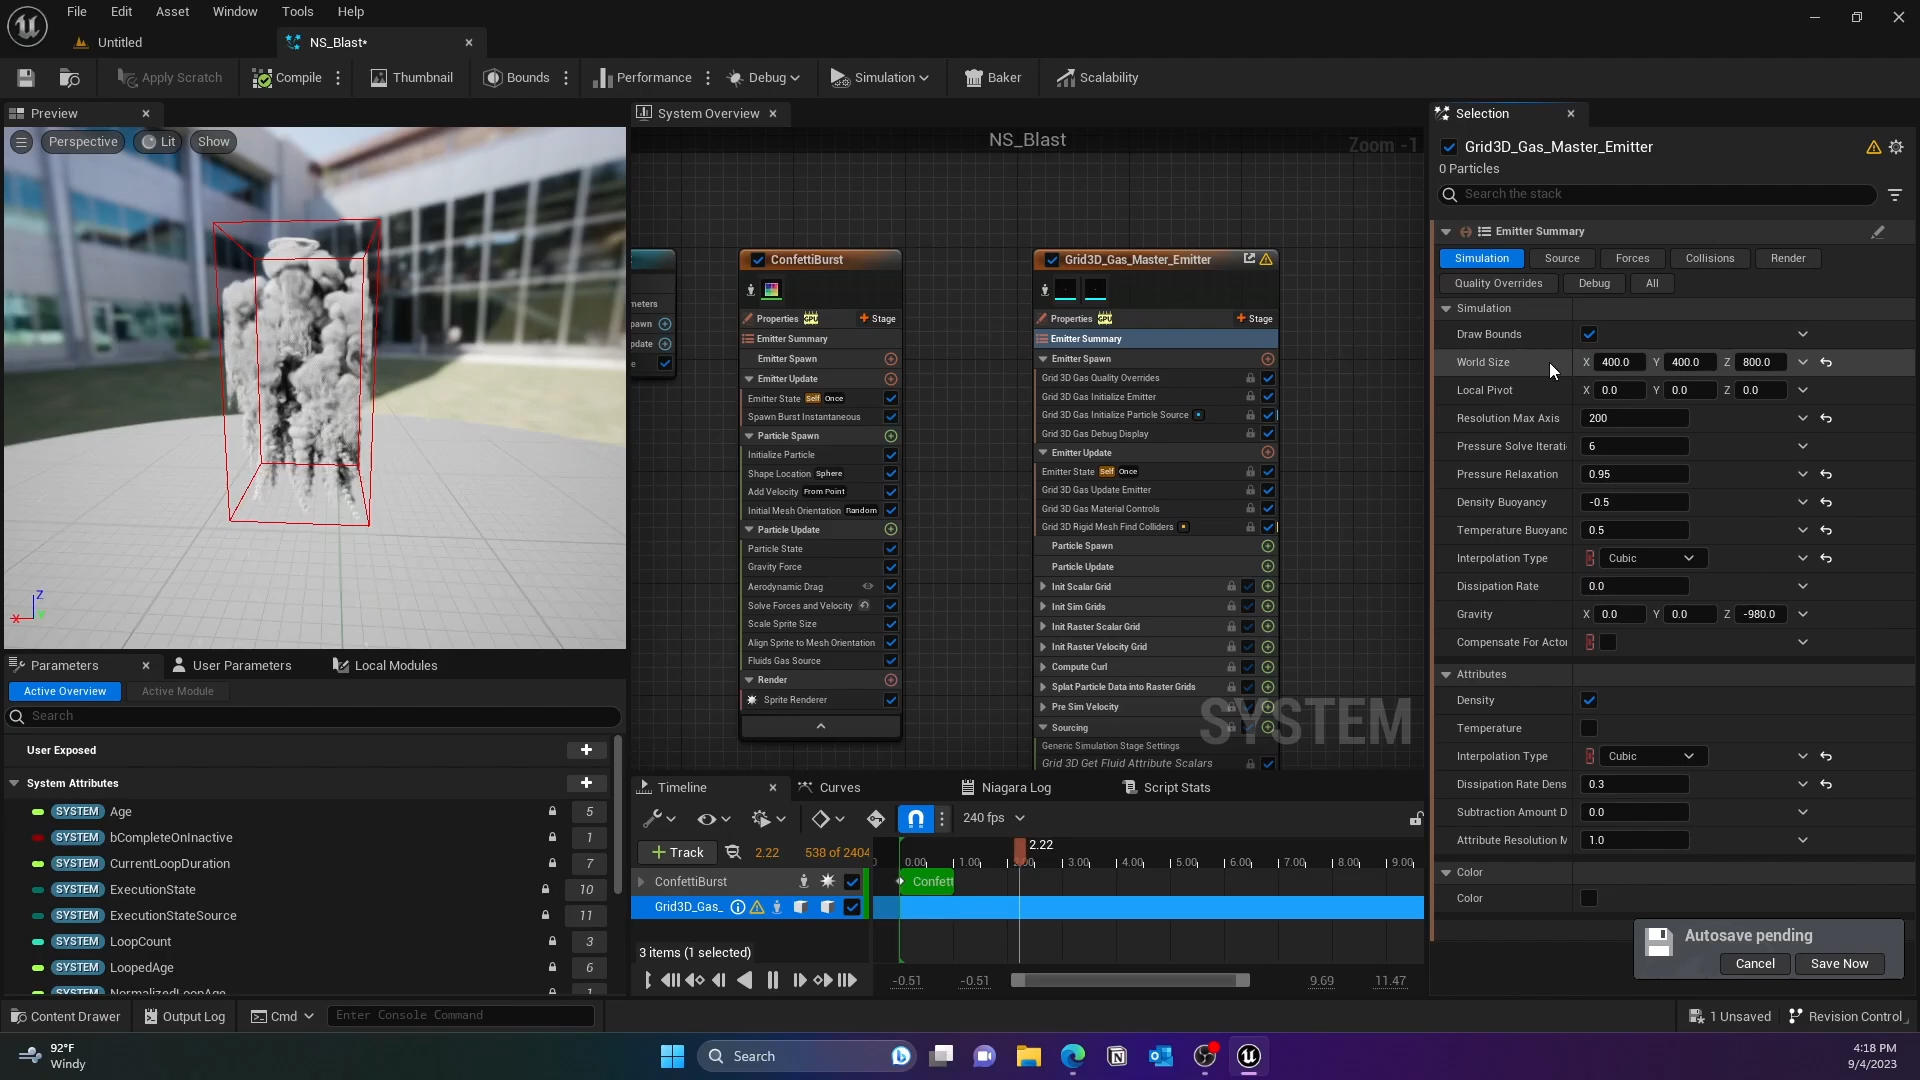 File Edit Asset Window Tools Help
Untitled NS_Blast*
Apply Scratch Compile Thumbnail Bounds Performance Debug Simulation Baker Scalability
Preview
Perspective Lit Show
Z
X
System Overview
NS_Blast
Zoom -1
meters
pawn
pdate
ConfettiBurst
Properties GPU Stage
Emitter Summary
Emitter Spawn
Emitter Update
Emitter State Self Once
Spawn Burst Instantaneous
Particle Spawn
Initialize Particle
Shape Location Sphere
Add Velocity From Point
Initial Mesh Orientation Random
Particle Update
Particle State
Gravity Force
Aerodynamic Drag
Solve Forces and Velocity
Scale Sprite Size
Align Sprite to Mesh Orientation
Fluids Gas Source
Render
Sprite Renderer
Grid3D_Gas_Master_Emitter
Properties GPU Stage
Emitter Summary
Emitter Spawn
Grid 3D Gas Quality Overrides
Grid 3D Gas Initialize Emitter
Grid 3D Gas Initialize Particle Source
Grid 3D Gas Debug Display
Emitter Update
Emitter State Self Once
Grid 3D Gas Update Emitter
Grid 3D Gas Material Controls
Grid 3D Rigid Mesh Find Colliders
Particle Spawn
Particle Update
Init Scalar Grid
Init Sim Grids
Init Raster Scalar Grid
Init Raster Velocity Grid
Compute Curl
Splat Particle Data into Raster Grids
Pre Sim Velocity
Sourcing
Generic Simulation Stage Settings
Grid 3D Get Fluid Attribute Scalars
SYSTEM
Selection
Grid3D_Gas_Master_Emitter
0 Particles
Search the stack
Emitter Summary
Simulation Source Forces Collisions Render
Quality Overrides Debug All
Simulation
Draw Bounds
World Size X 400.0 Y 400.0 Z 800.0
Local Pivot X 0.0 Y 0.0 Z 0.0
Resolution Max Axis 200
Pressure Solve Iterati 6
Pressure Relaxation 0.95
Density Buoyancy -0.5
Temperature Buoyanc 0.5
Interpolation Type Cubic
Dissipation Rate 0.0
Gravity X 0.0 Y 0.0 Z -980.0
Compensate For Actor
Attributes
Density
Temperature
Interpolation Type Cubic
Dissipation Rate Dens 0.3
Subtraction Amount D 0.0
Attribute Resolution M 1.0
Color
Color
Autosave pending
Cancel Save Now
Parameters User Parameters Local Modules
Active Overview Active Module
Search
User Exposed
System Attributes
SYSTEM Age 5
SYSTEM bCompleteOnInactive 1
SYSTEM CurrentLoopDuration 7
SYSTEM ExecutionState 10
SYSTEM ExecutionStateSource 11
SYSTEM LoopCount 3
SYSTEM LoopedAge 6
SYSTEM NormalizedLoopAge 1
Timeline Curves Niagara Log Script Stats
240 fps
Track 2.22 538 of 2404
2.22
0.00 1.00 2.00 3.00 4.00 5.00 6.00 7.00 8.00 9.00
ConfettiBurst Confett
Grid3D_Gas_
3 items (1 selected)
-0.51 -0.51 9.69 11.47
Content Drawer Output Log Cmd Enter Console Command 1 Unsaved Revision Control
92°F
Windy
Search
4:18 PM
9/4/2023